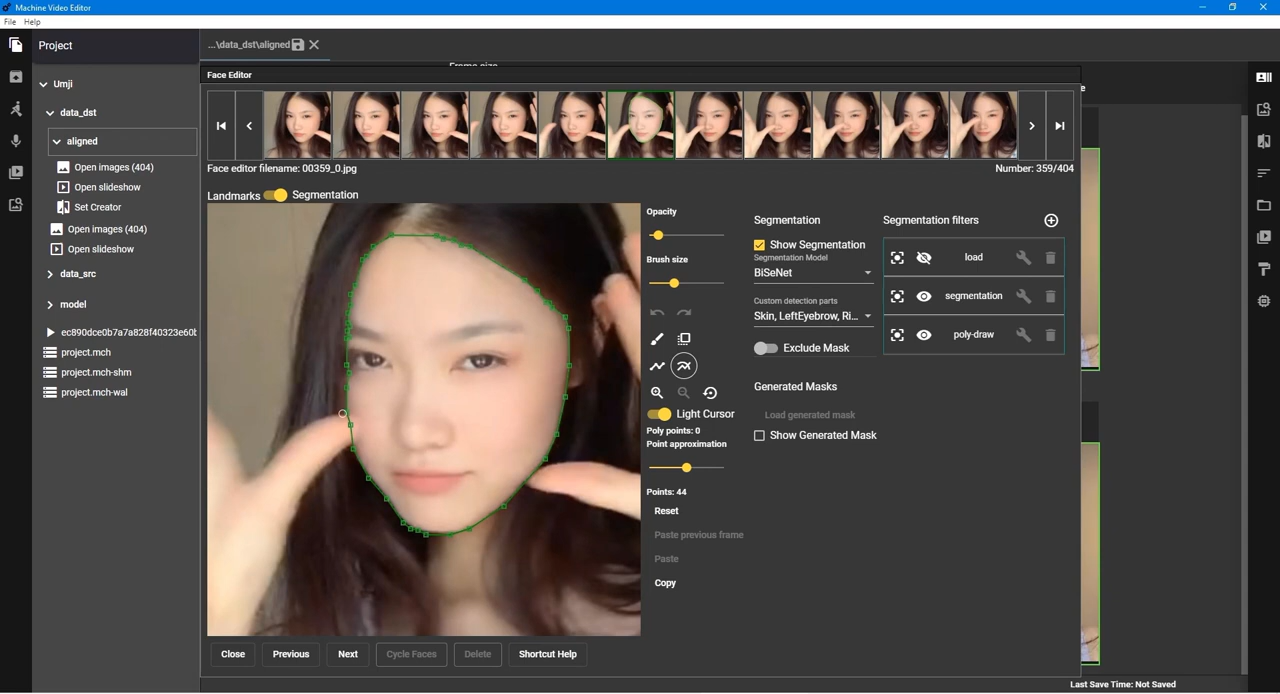 Machine Video Editor
File Help
Project
...\data_dst\aligned
Face Editor
Umji
data_dst
aligned
Open images (404)
Open slideshow
Set Creator
Open images (404)
Open slideshow
data_src
model
ec890dce0b7a7a828f40323e60b
project.mch
project.mch-shm
project.mch-wal
Face editor filename: 00359_0.jpg
Number: 359/404
Landmarks
Segmentation
Opacity
Brush size
Light Cursor
Poly points: 0
Point approximation
Points: 44
Reset
Paste previous frame
Paste
Copy
Segmentation
Show Segmentation
Segmentation Model
BiSeNet
Custom detection parts
Skin, LeftEyebrow, Ri...
Exclude Mask
Generated Masks
Load generated mask
Show Generated Mask
Segmentation filters
load
segmentation
poly-draw
Close
Previous
Next
Cycle Faces
Delete
Shortcut Help
Last Save Time: Not Saved